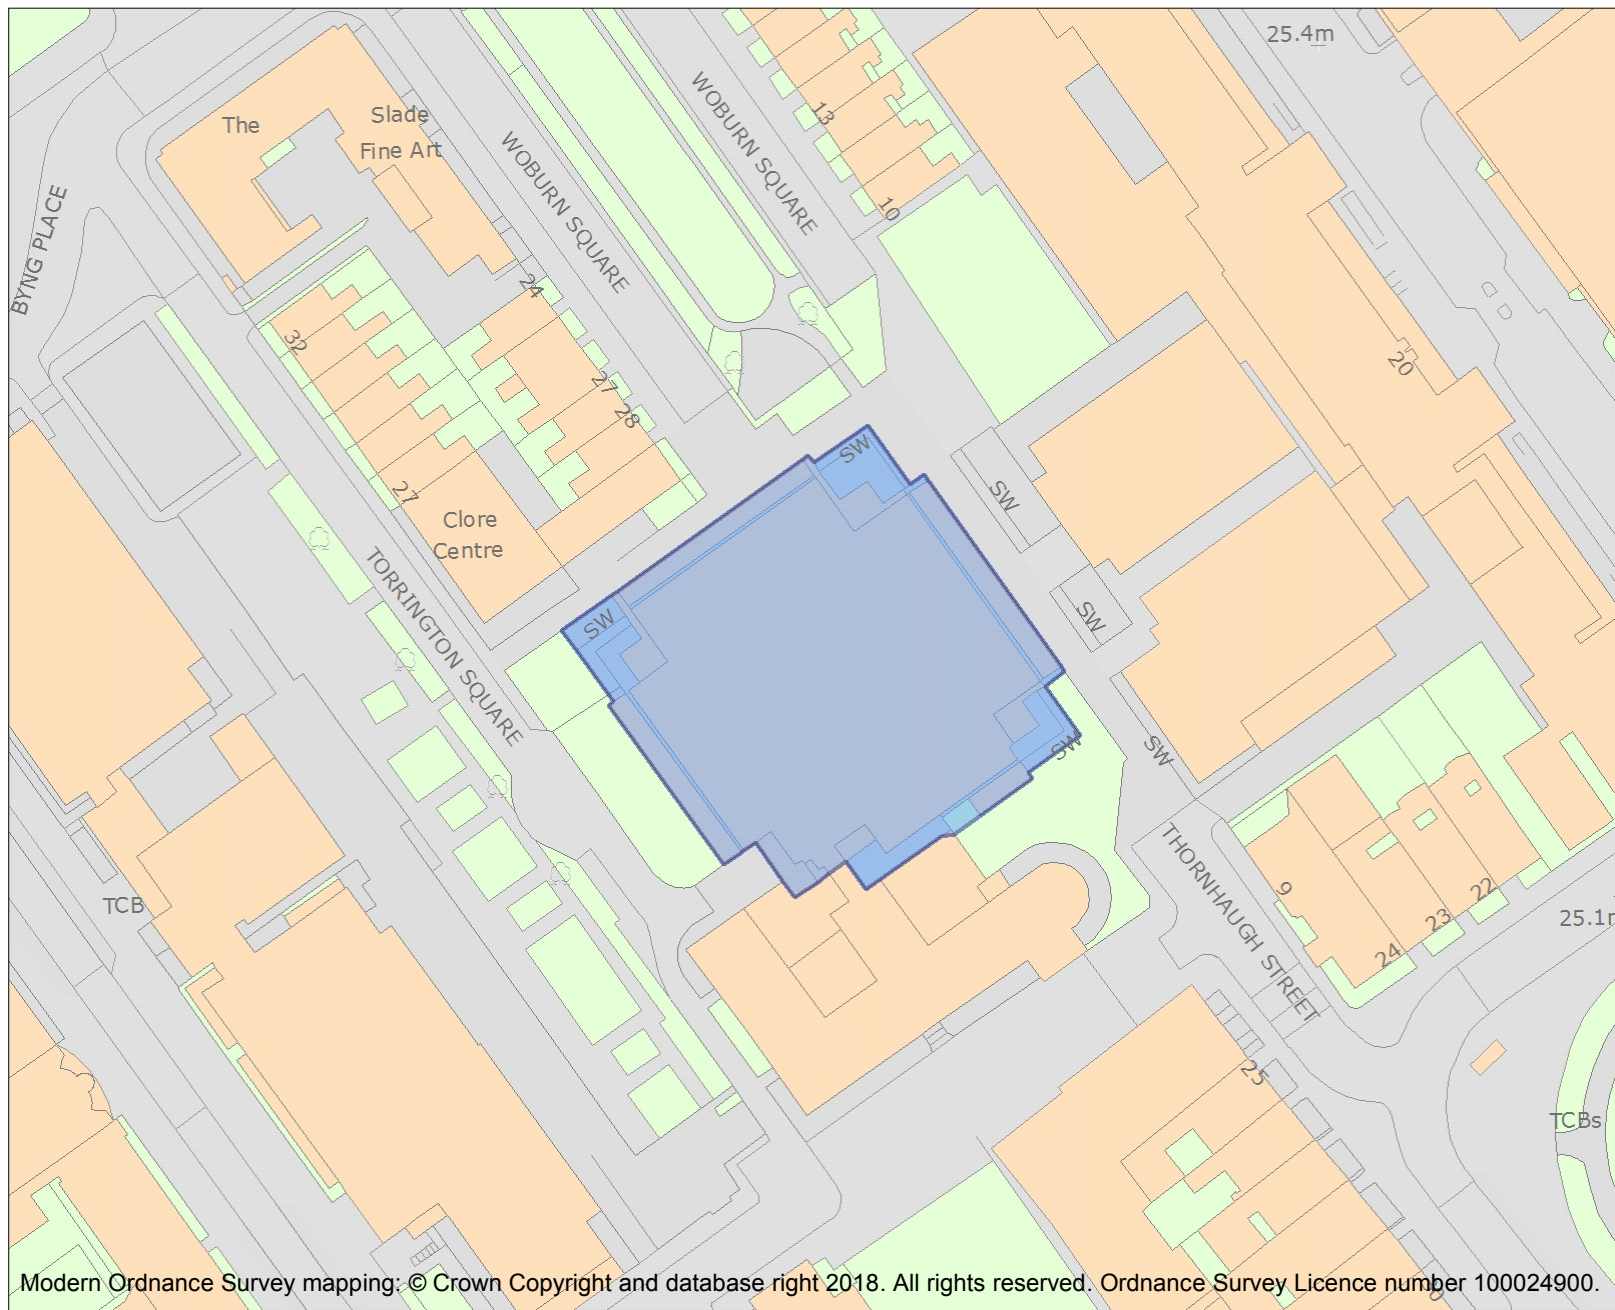 25.4m
The
Slade
Fine Art
WOBURN SQUARE
WOBURN SQUARE
13
10
BYNG PLACE
24
32
27
28
20
SW
SW
27
Clore
Centre
TORRINGTON SQUARE
SW
SW
SW
SW
TCB
THORNHAUGH STREET
9
22
23
24
25.1m
25
TCBs
Modern Ordnance Survey mapping: © Crown Copyright and database right 2018. All rights reserved. Ordnance Survey Licence number 100024900.